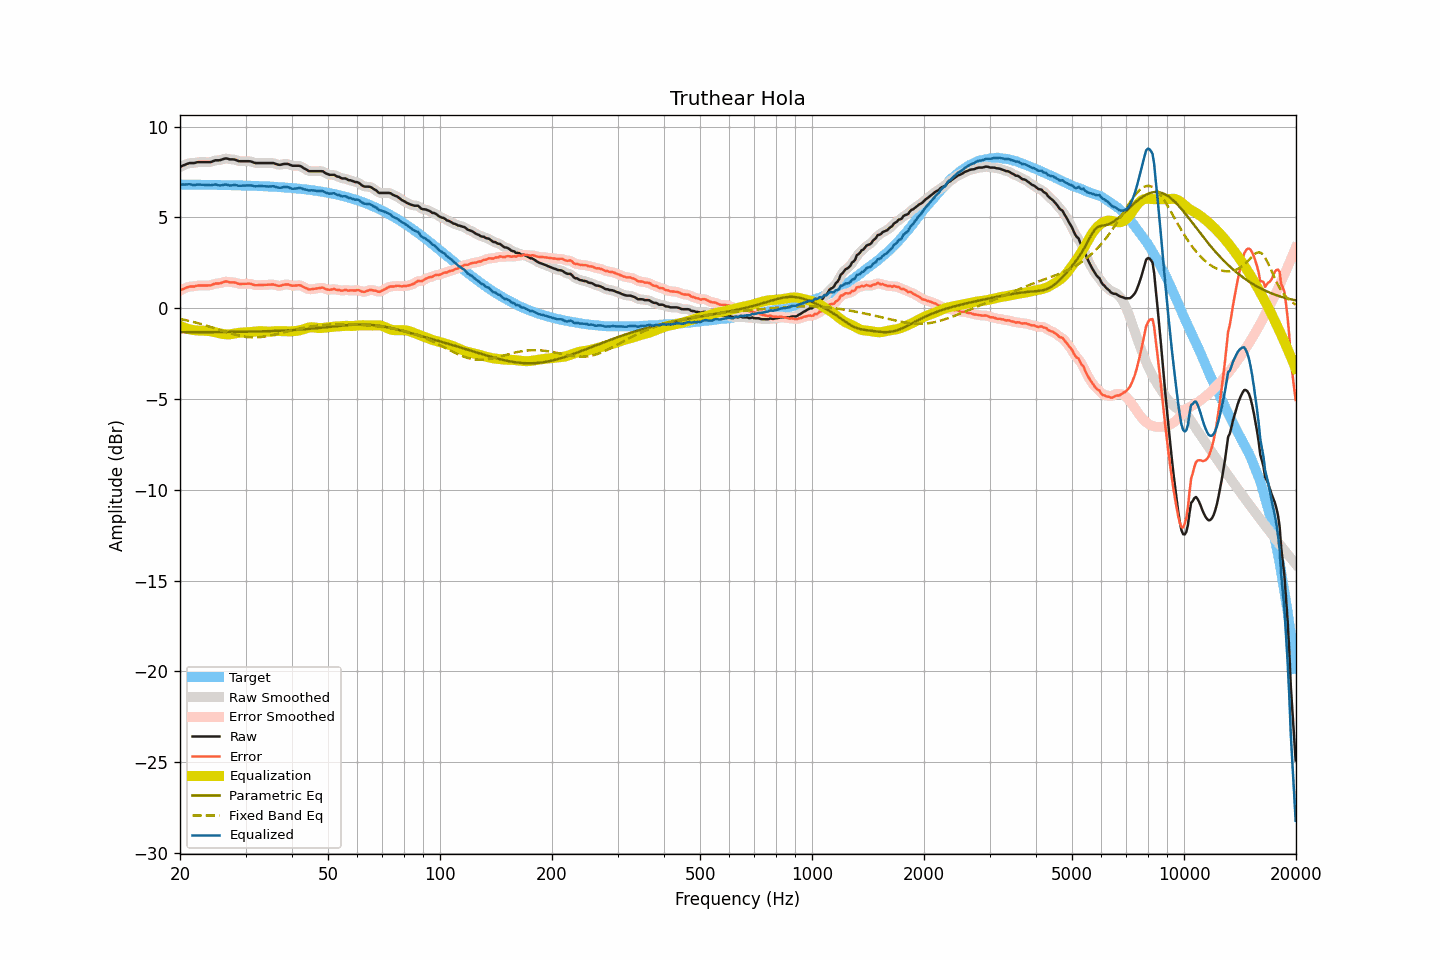 Truthear Hola
10
5
0
−5
−10
−15
−20
−25
−30
Amplitude (dBr)
Target
Raw Smoothed
Error Smoothed
Raw
Error
Equalization
Parametric Eq
Fixed Band Eq
Equalized
20 50 100 200 500 1000 2000 5000 10000 20000
Frequency (Hz)